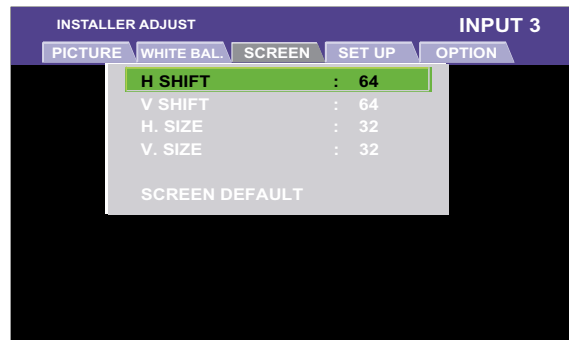 INSTALLER ADJUST INPUT 3
PICTURE WHITE BAL. SCREEN SET UP OPTION
H SHIFT : 64
V SHIFT : 64
H. SIZE : 32
V. SIZE : 32
SCREEN DEFAULT